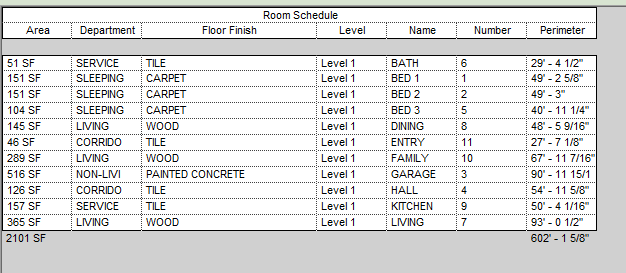 Room Schedule
Area Department Floor Finish Level Name Number Perimeter
51 SF SERVICE TILE Level 1 BATH 6 29' - 4 1/2"
151 SF SLEEPING CARPET Level 1 BED 1 1 49' - 2 5/8"
151 SF SLEEPING CARPET Level 1 BED 2 2 49' - 3"
104 SF SLEEPING CARPET Level 1 BED 3 5 40' - 11 1/4"
145 SF LIVING WOOD Level 1 DINING 8 48' - 5 9/16"
46 SF CORRIDO TILE Level 1 ENTRY 11 27' - 7 1/8"
289 SF LIVING WOOD Level 1 FAMILY 10 67' - 11 7/16"
516 SF NON-LIVI PAINTED CONCRETE Level 1 GARAGE 3 90' - 11 15/1
126 SF CORRIDO TILE Level 1 HALL 4 54' - 11 5/8"
157 SF SERVICE TILE Level 1 KITCHEN 9 50' - 4 1/16"
365 SF LIVING WOOD Level 1 LIVING 7 93' - 0 1/2"
2101 SF 602' - 1 5/8"